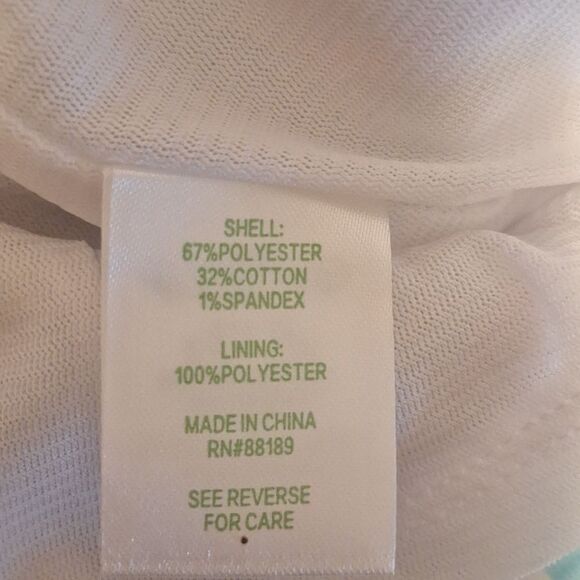 SHELL:
67%POLYESTER
32%COTTON
1%SPANDEX
LINING:
100%POLYESTER
MADE IN CHINA
RN#88189
SEE REVERSE
FOR CARE